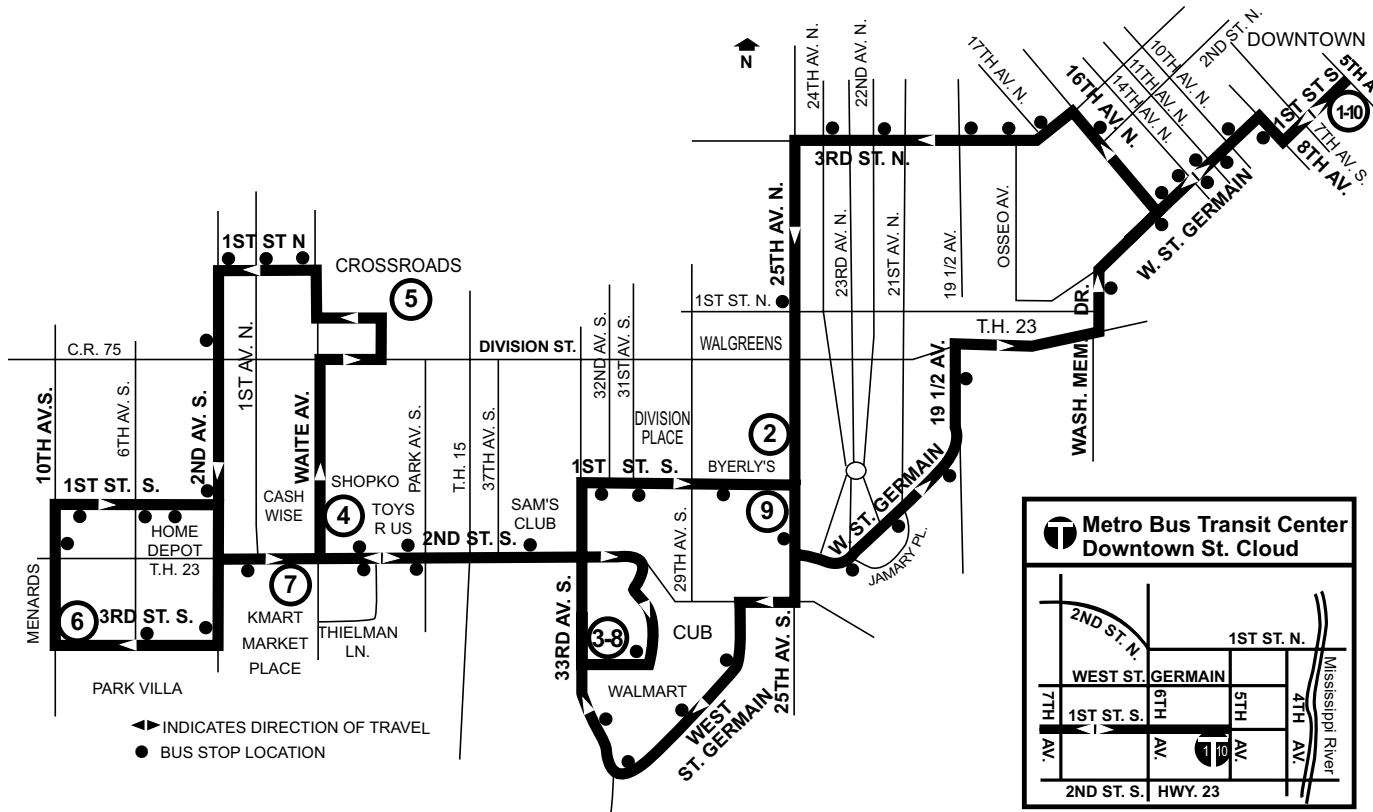 DOWNTOWN
N
24TH AV. N.
22ND AV. N.
17TH AV. N.
16TH AV. N.
14TH AV. N.
11TH AV. N.
10TH AV. N.
2ND ST. N.
1ST ST S
5TH A
1-10
7TH AV. S.
8TH AV.
3RD ST. N.
W. ST. GERMAIN
25TH AV. N.
23RD AV. N.
21ST AV. N.
19 1/2 AV.
OSSEO AV.
1ST ST N
CROSSROADS
5
1ST ST. N.
DR.
T.H. 23
C.R. 75
DIVISION ST.
WALGREENS
WASH. MEM.
32ND AV. S.
31ST AV. S.
19 1/2 AV.
10TH AV.S.
6TH AV. S.
2ND AV. S.
1ST AV. N.
WAITE AV.
PARK AV. S.
T.H. 15
37TH AV. S.
DIVISION
PLACE
2
1ST ST. S.
BYERLY'S
1ST ST. S.
CASH
WISE
SHOPKO
4
TOYS
R US
SAM'S
CLUB
9
W. ST. GERMAIN
HOME
DEPOT
T.H. 23
2ND ST. S.
29TH AV. S.
JAMARY PL.
MENARDS
6
3RD ST. S.
7
KMART
MARKET
PLACE
THIELMAN
LN.
33RD AV. S.
3-8
CUB
25TH AV. S.
WALMART
WEST
ST. GERMAIN
PARK VILLA
INDICATES DIRECTION OF TRAVEL
BUS STOP LOCATION
T Metro Bus Transit Center
Downtown St. Cloud
2ND ST. N.
1ST ST. N.
WEST ST. GERMAIN
7TH AV.
1ST ST. S.
6TH AV.
5TH AV.
4TH AV.
Mississippi River
T
1 10
2ND ST. S. HWY. 23